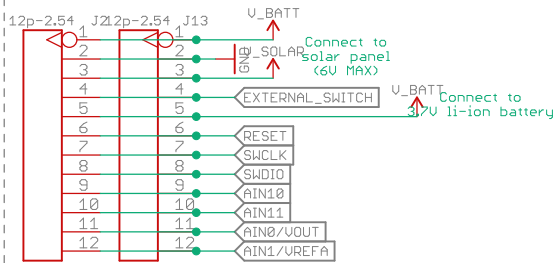 12p-2.54 J2 12p-2.54 J13 V_BATT
1 1
2 2 GND
V_SOLAR Connect to
solar panel
(6V MAX)
3 3
4 4 EXTERNAL_SWITCH
V_BATT Connect to
3.7V li-ion battery
5 5
6 6 RESET
7 7 SWCLK
8 8 SWDIO
9 9 AIN10
10 10 AIN11
11 11 AIN0/VOUT
12 12 AIN1/VREFA